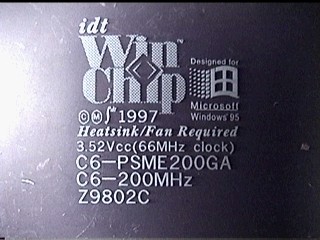 idt
WinChip™
Designed for
Microsoft
Windows 95
©Ⓜ 1997
Heatsink/Fan Required
3.52Vcc(66MHz clock)
C6-PSME200GA
C6-200MHz
Z9802C